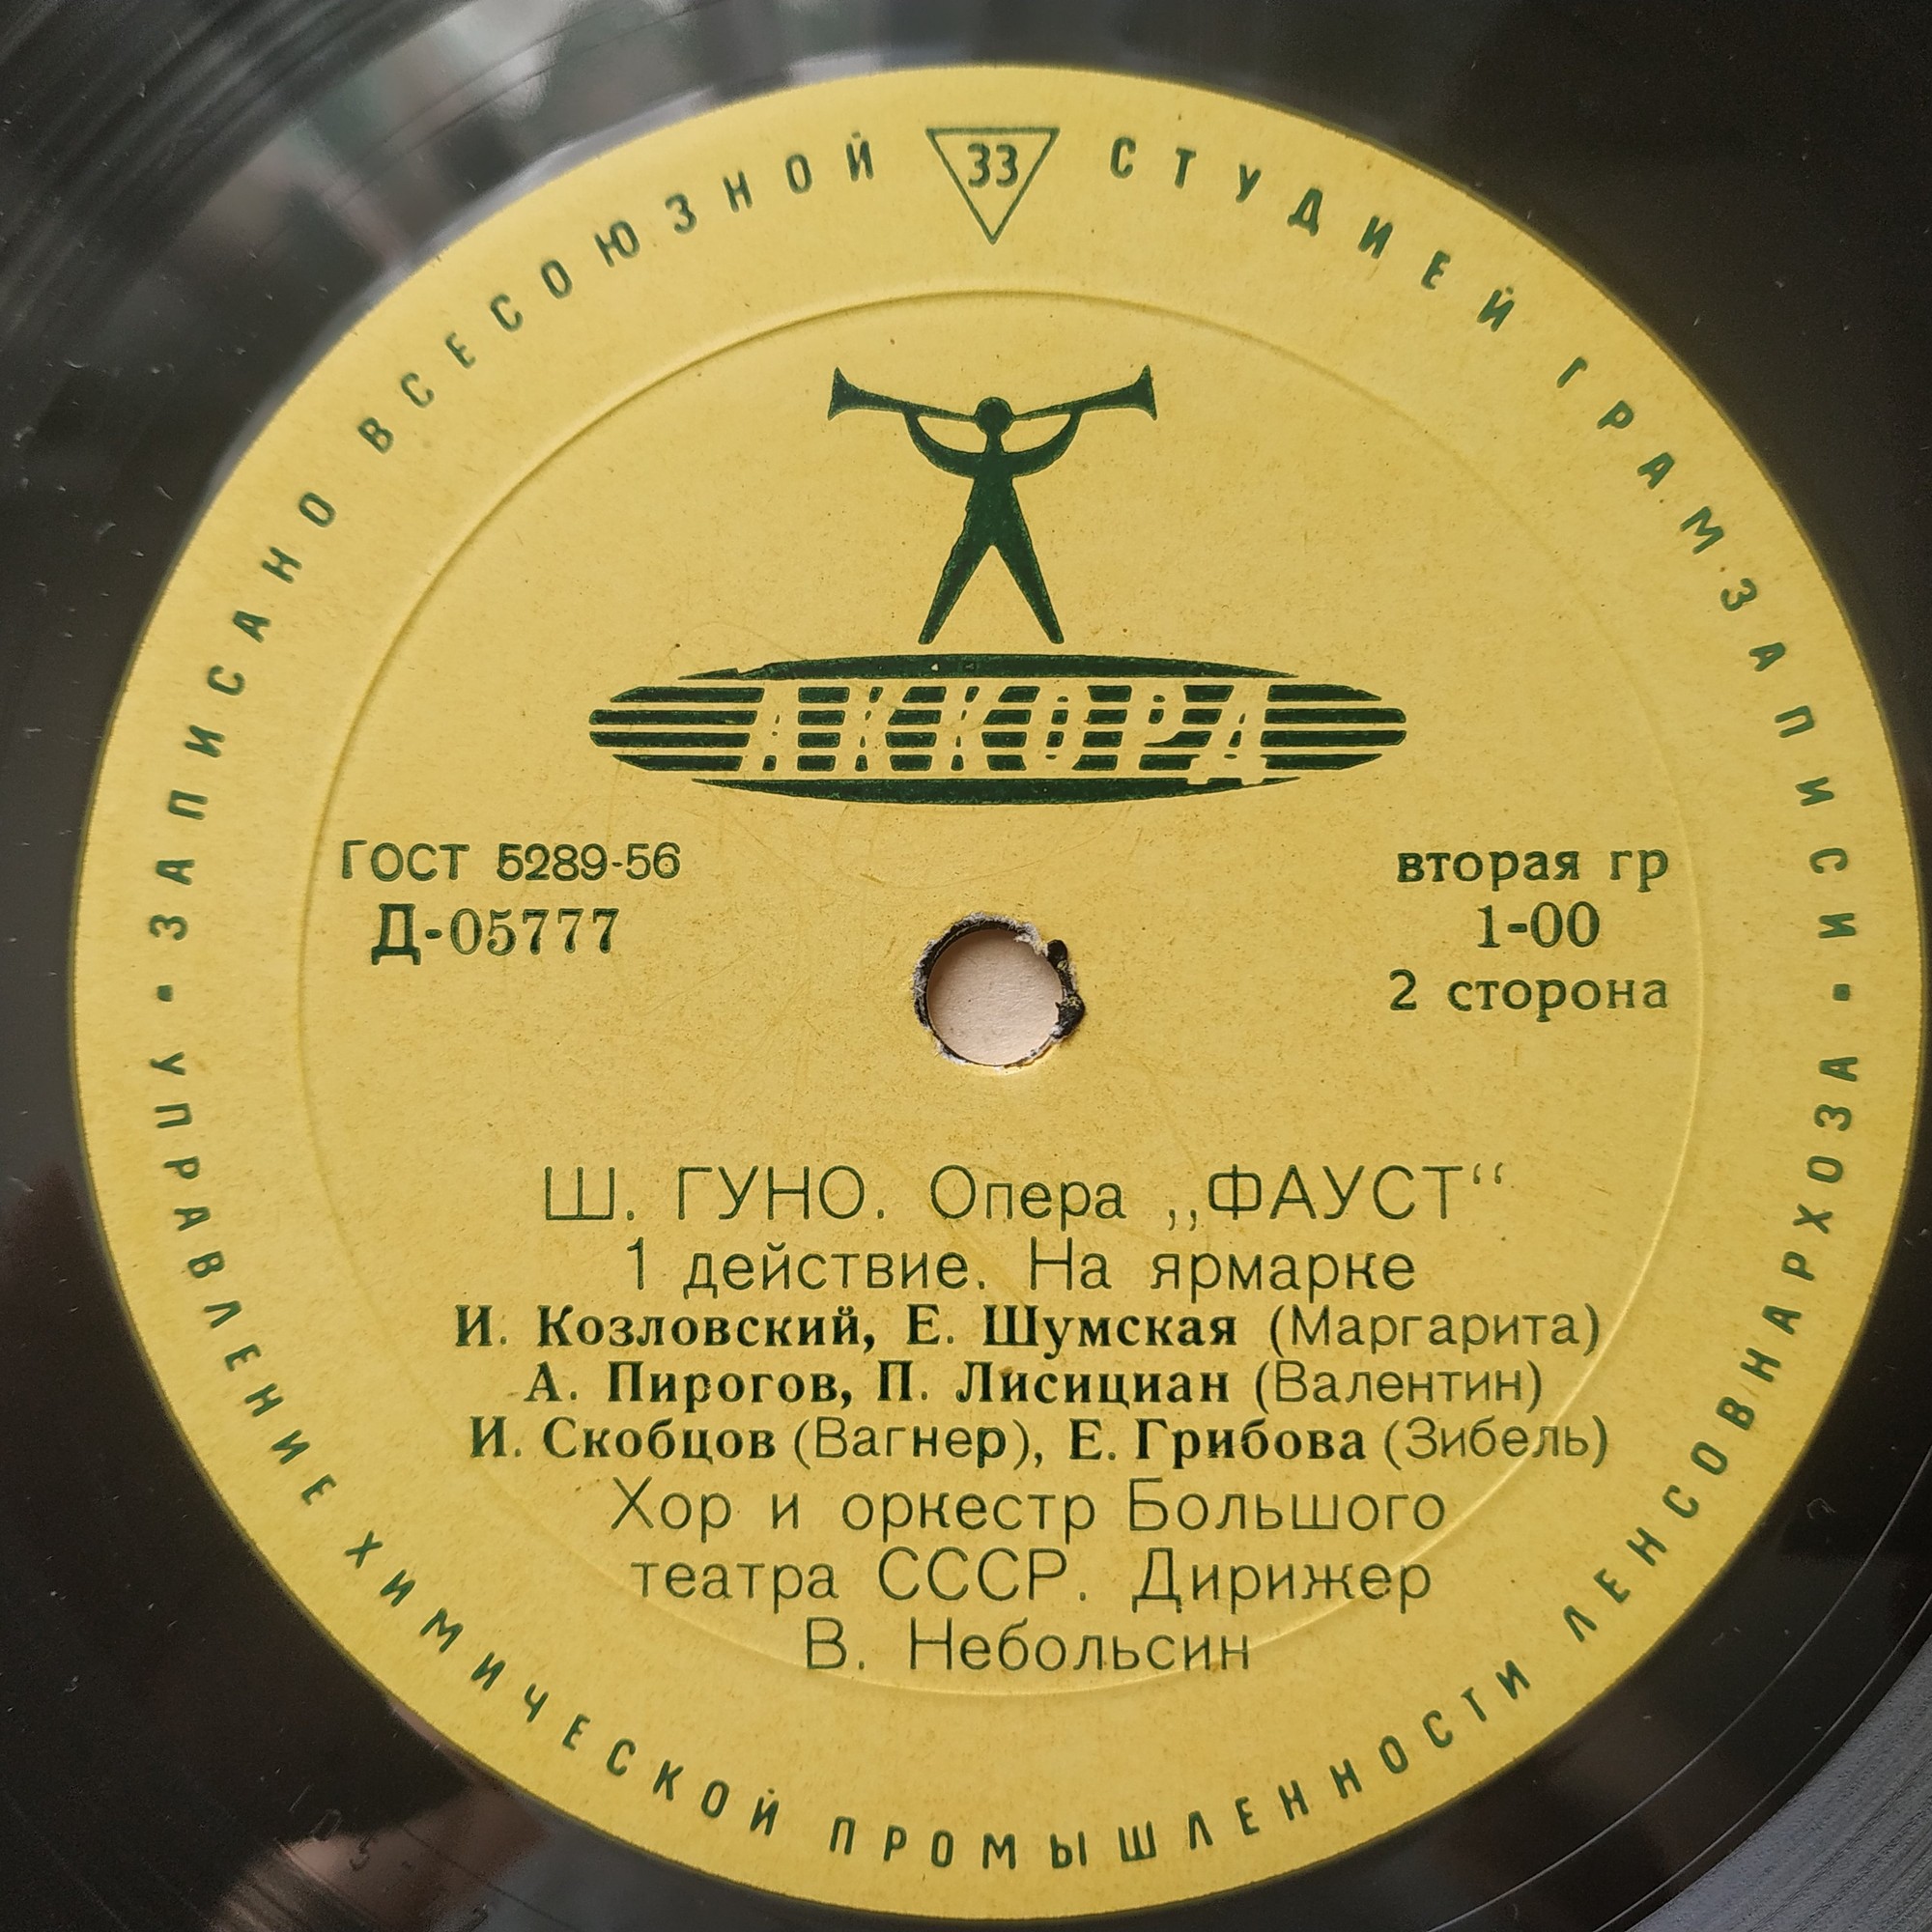 ЗАПИСАНО ВСЕСОЮЗНОЙ СТУДИЕЙ ГРАМЗАПИСИ
33
АККОРД
ГОСТ 5289-56
Д-05777
вторая гр
1-00
2 сторона
Ш. ГУНО. Опера „ФАУСТ“
1 действие. На ярмарке
И. Козловский, Е. Шумская (Маргарита)
А. Пирогов, П. Лисициан (Валентин)
И. Скобцов (Вагнер), Е. Грибова (Зибель)
Хор и оркестр Большого
театра СССР. Дирижер
В. Небольсин
УПРАВЛЕНИЕ ХИМИЧЕСКОЙ ПРОМЫШЛЕННОСТИ ЛЕНСОВНАРХОЗА